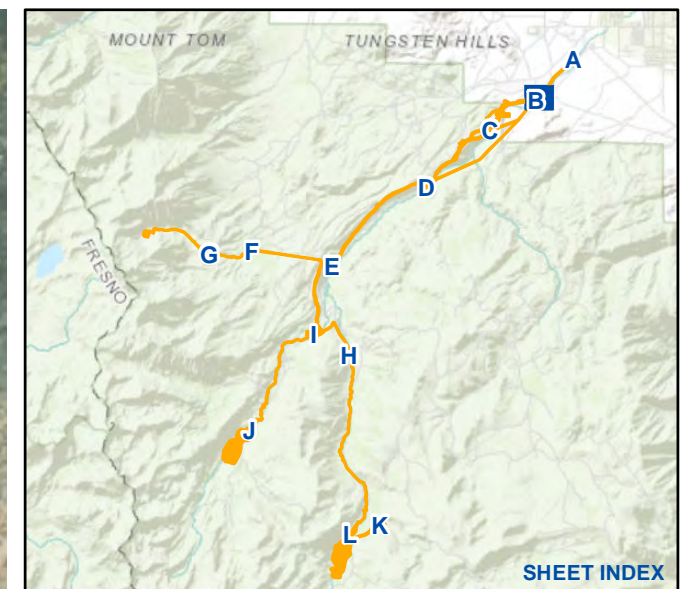 MOUNT TOM
TUNGSTEN HILLS
A
B
C
D
FRESNO
G
F
E
I
H
J
K
L
SHEET INDEX